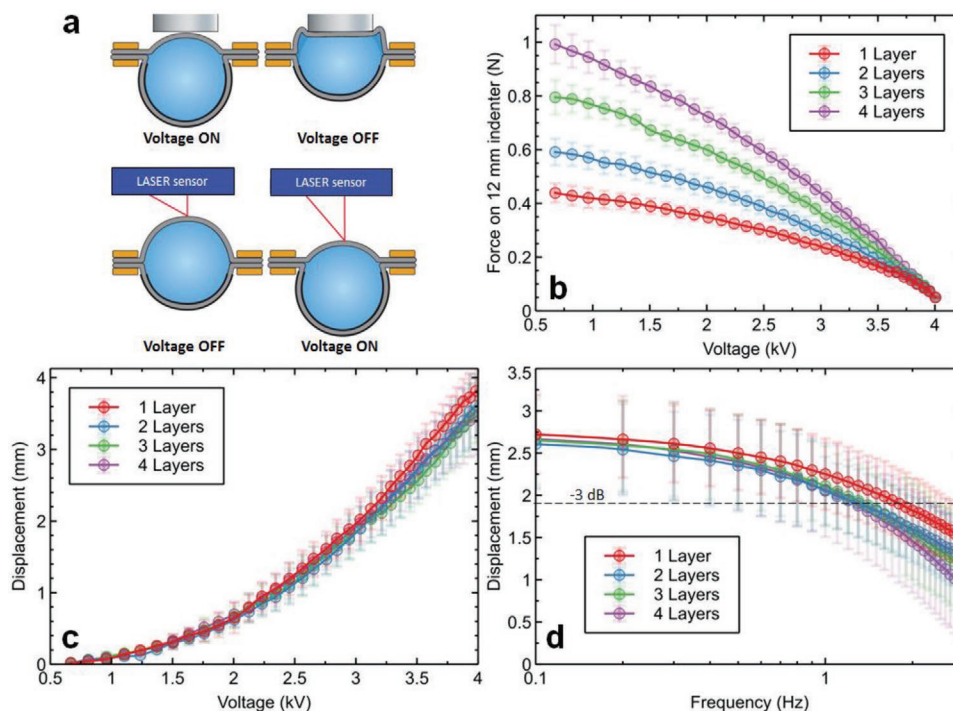 a
Voltage ON
Voltage OFF
LASER sensor
LASER sensor
Voltage OFF
Voltage ON
Force on 12 mm indenter (N)
1
0.8
0.6
0.4
0.2
0
1 Layer
2 Layers
3 Layers
4 Layers
b
0.5 1 1.5 2 2.5 3 3.5 4
Voltage (kV)
Displacement (mm)
4
3
2
1
0
1 Layer
2 Layers
3 Layers
4 Layers
c
0.5 1 1.5 2 2.5 3 3.5 4
Voltage (kV)
Displacement (mm)
3.5
3
2.5
2
1.5
1
0.5
0
-3 dB
1 Layer
2 Layers
3 Layers
4 Layers
d
0.1 1
Frequency (Hz)